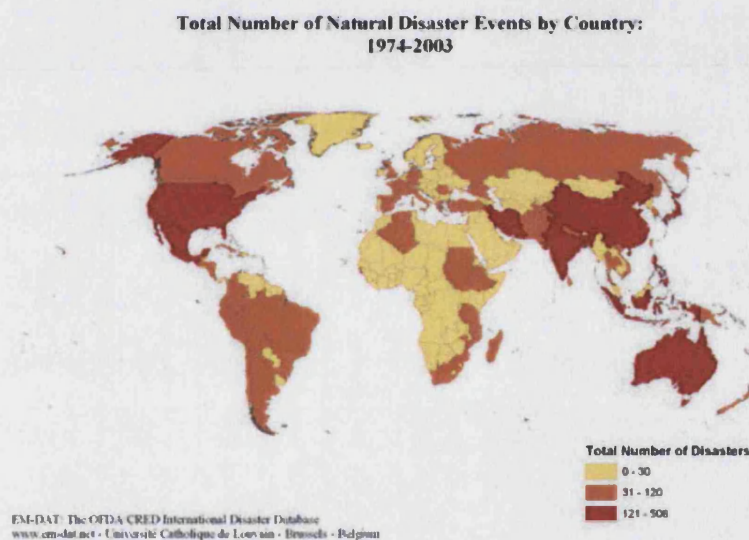 Total Number of Natural Disaster Events by Country:
1974-2003
Total Number of Disasters
0 - 30
31 - 120
121 - 506
EM-DAT: The OFDA CRED International Disaster Database
www.em-dat.net - Université Catholique de Louvain - Brussels - Belgium